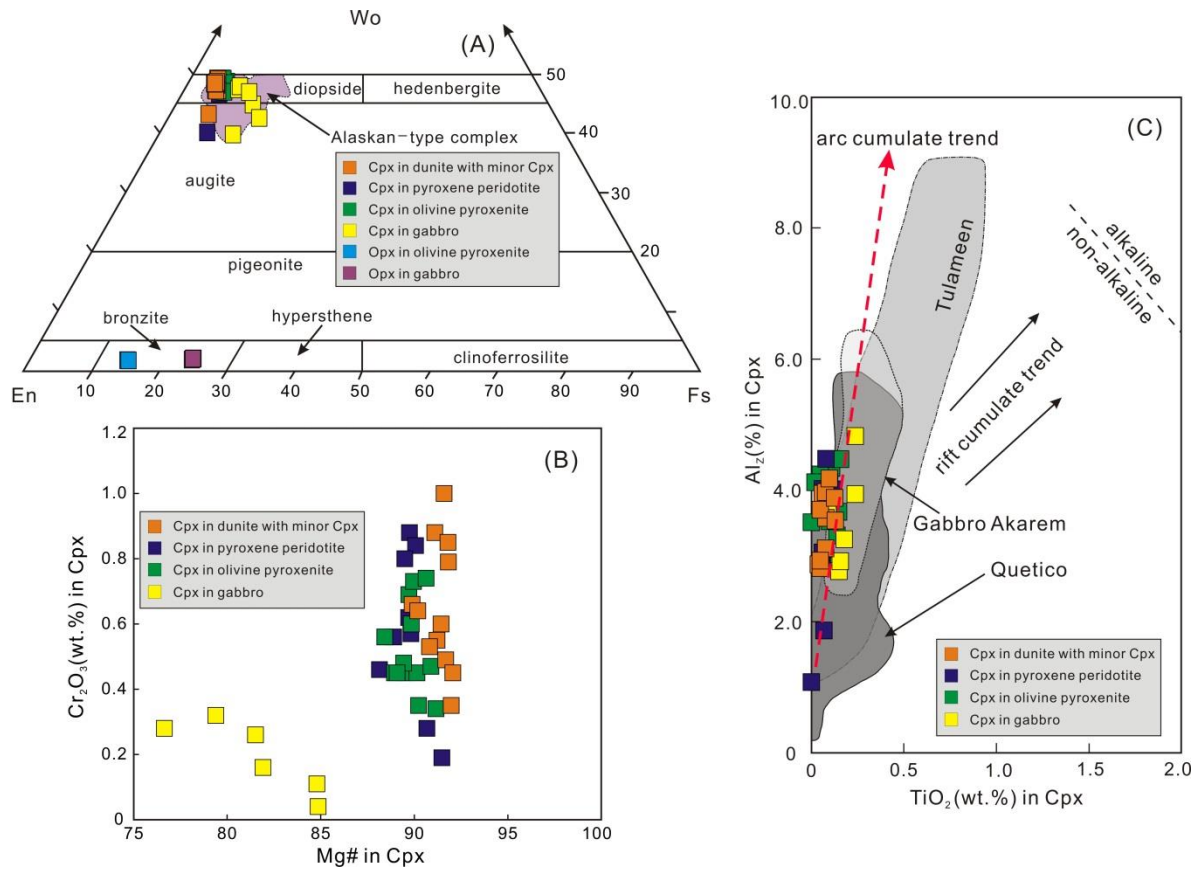 Wo
(A)
50
diopside
hedenbergite
40
Alaskan-type complex
augite
Cpx in dunite with minor Cpx
Cpx in pyroxene peridotite
Cpx in olivine pyroxenite
Cpx in gabbro
Opx in olivine pyroxenite
Opx in gabbro
30
20
pigeonite
bronzite
hypersthene
clinoferrosilite
En
10
20
30
40
50
60
70
80
90
Fs
(B)
1.2
1.0
0.8
0.6
0.4
0.2
0
Cr₂O₃(wt.%) in Cpx
Cpx in dunite with minor Cpx
Cpx in pyroxene peridotite
Cpx in olivine pyroxenite
Cpx in gabbro
75
80
85
90
95
100
Mg# in Cpx
(C)
10.0
8.0
6.0
4.0
2.0
0
Al_Z(%) in Cpx
arc cumulate trend
Tulameen
alkaline
non-alkaline
rift cumulate trend
Gabbro Akarem
Quetico
Cpx in dunite with minor Cpx
Cpx in pyroxene peridotite
Cpx in olivine pyroxenite
Cpx in gabbro
0
0.5
1.0
1.5
2.0
TiO₂(wt.%) in Cpx